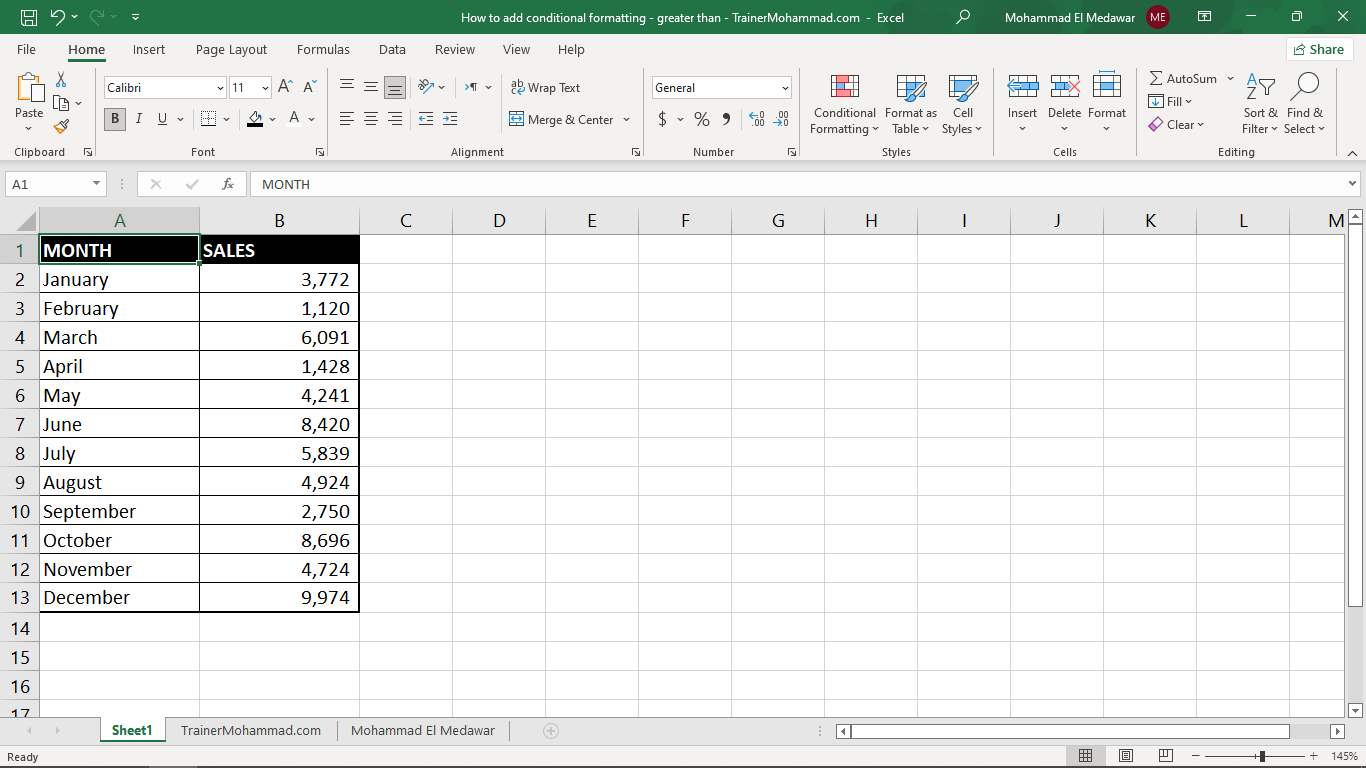 How to add conditional formatting - greater than - TrainerMohammad.com - Excel
Mohammad El Medawar ME
File Home Insert Page Layout Formulas Data Review View Help Share
Paste
Clipboard
Calibri 11
B I U A
Font
ab Wrap Text
Merge & Center
Alignment
General
$ % 9 .00 .00
Number
Conditional Formatting
Format as Table
Cell Styles
Styles
Insert Delete Format
Cells
AutoSum
Fill
Clear
Sort & Filter
Find & Select
Editing
A1 fx MONTH
A B C D E F G H I J K L M
1 MONTH SALES
2 January 3,772
3 February 1,120
4 March 6,091
5 April 1,428
6 May 4,241
7 June 8,420
8 July 5,839
9 August 4,924
10 September 2,750
11 October 8,696
12 November 4,724
13 December 9,974
14
15
16
17
Sheet1 TrainerMohammad.com Mohammad El Medawar
Ready 145%